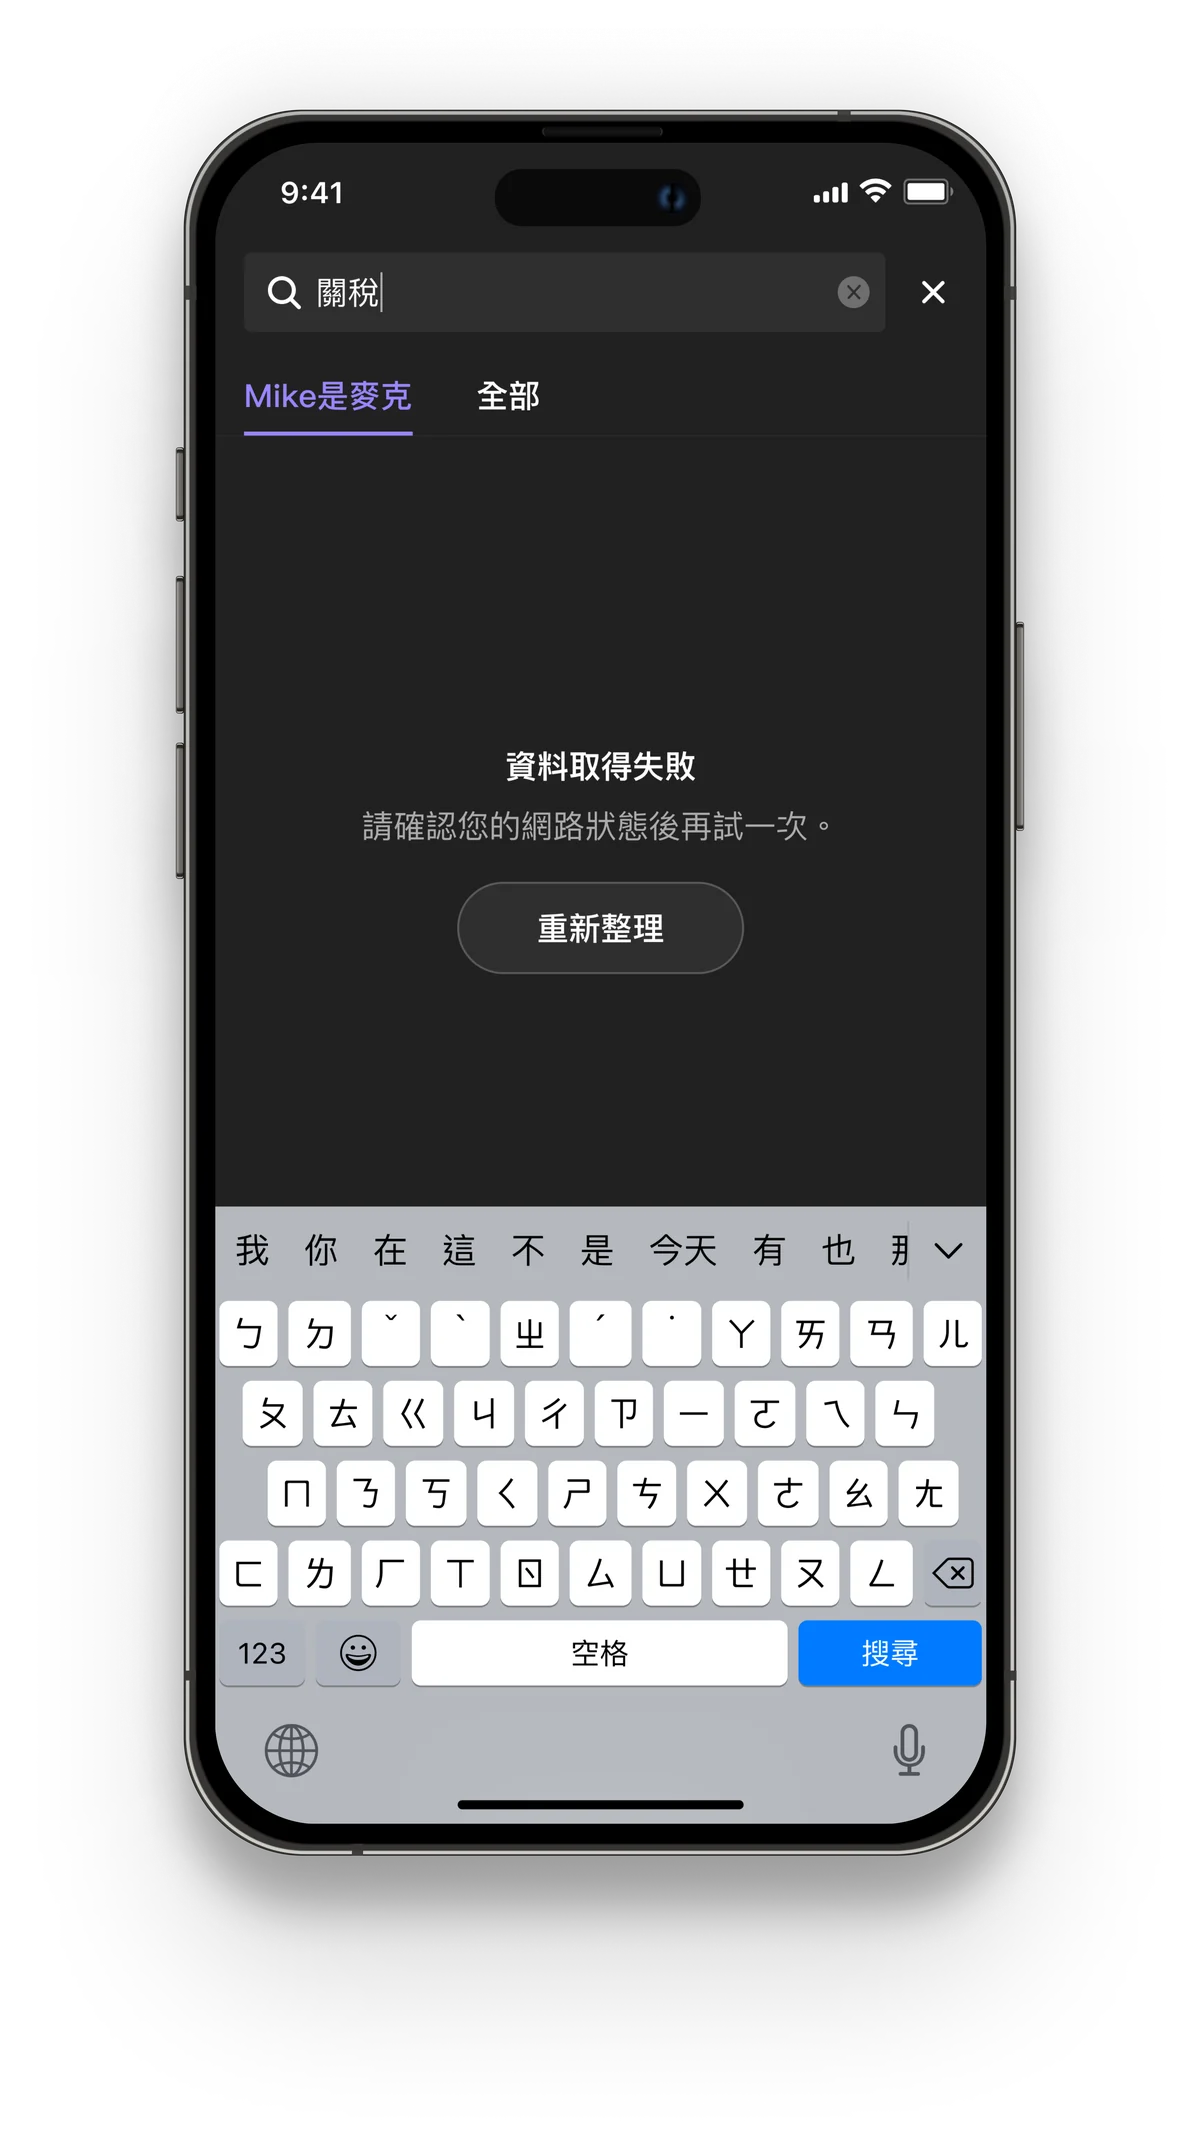 9:41
關稅
Mike是麥克 全部
資料取得失敗
請確認您的網路狀態後再試一次。
重新整理
我 你 在 這 不 是 今天 有 也
ㄅ ㄉ ˇ ˋ ㄓ ˊ ˙ ㄚ ㄞ ㄢ ㄦ
ㄆ ㄊ ㄍ ㄐ ㄔ ㄗ ㄧ ㄛ ㄟ ㄣ
ㄇ ㄋ ㄎ ㄑ ㄕ ㄘ ㄨ ㄜ ㄠ ㄤ
ㄈ ㄌ ㄏ ㄒ ㄖ ㄙ ㄩ ㄝ ㄡ ㄥ
123 空格 搜尋